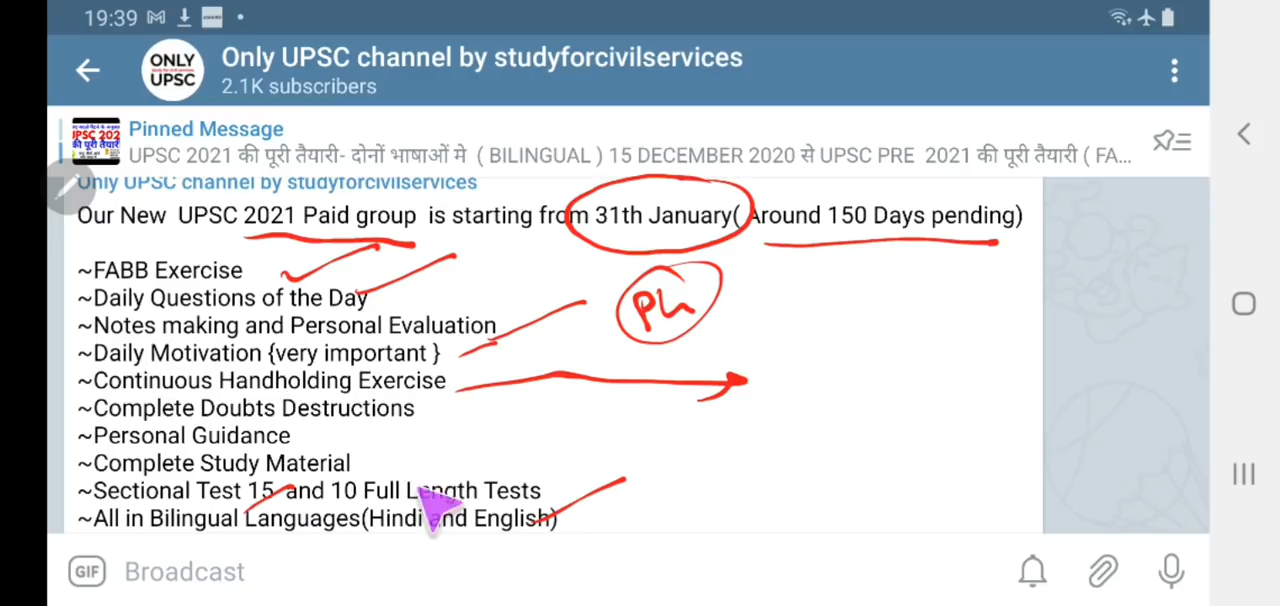 19:39
ONLY UPSC
Only UPSC channel by studyforcivilservices
2.1K subscribers
Pinned Message
UPSC 2021 की पूरी तैयारी- दोनों भाषाओं मे ( BILINGUAL ) 15 DECEMBER 2020 से UPSC PRE 2021 की पूरी तैयारी ( FA...
Only UPSC channel by studyforcivilservices
Our New UPSC 2021 Paid group is starting from 31th January( Around 150 Days pending)
~FABB Exercise
~Daily Questions of the Day
~Notes making and Personal Evaluation
~Daily Motivation {very important }
~Continuous Handholding Exercise
~Complete Doubts Destructions
~Personal Guidance
~Complete Study Material
~Sectional Test 15 and 10 Full Length Tests
~All in Bilingual Languages(Hindi and English)
GIF Broadcast